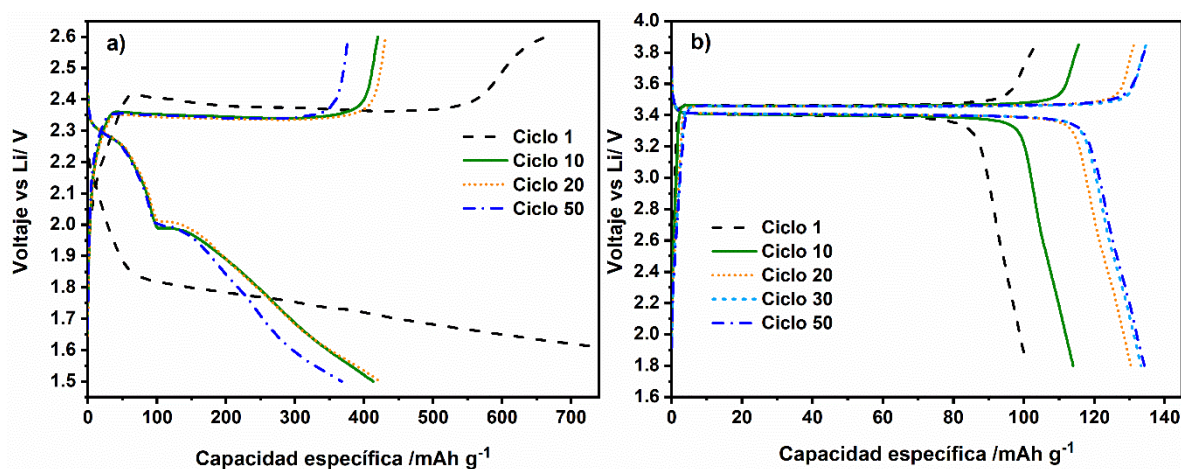 a)
2.6
2.5
2.4
2.3
2.2
2.1
2.0
1.9
1.8
1.7
1.6
1.5
Voltaje vs Li/ V
Ciclo 1
Ciclo 10
Ciclo 20
Ciclo 50
0 100 200 300 400 500 600 700
Capacidad específica /mAh g-1
b)
4.0
3.8
3.6
3.4
3.2
3.0
2.8
2.6
2.4
2.2
2.0
1.8
1.6
Voltaje vs Li/ V
Ciclo 1
Ciclo 10
Ciclo 20
Ciclo 30
Ciclo 50
0 20 40 60 80 100 120 140
Capacidad específica /mAh g-1